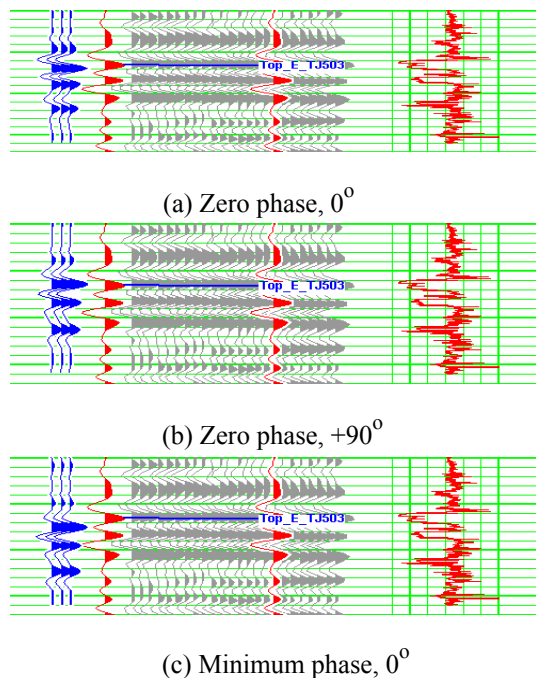 Top_E_TJ503
(a) Zero phase, 0°
Top_E_TJ503
(b) Zero phase, +90°
Top_E_TJ503
(c) Minimum phase, 0°